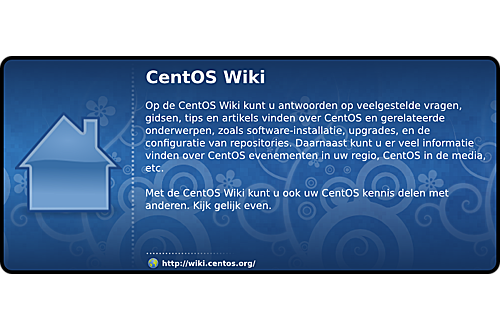 CentOS Wiki
Op de CentOS Wiki kunt u antwoorden op veelgestelde vragen,
gidsen, tips en artikels vinden over CentOS en gerelateerde
onderwerpen, zoals software-installatie, upgrades, en de
configuratie van repositories. Daarnaast kunt u er veel informatie
vinden over CentOS evenementen in uw regio, CentOS in de media,
etc.
Met de CentOS Wiki kunt u ook uw CentOS kennis delen met
anderen. Kijk gelijk even.
http://wiki.centos.org/